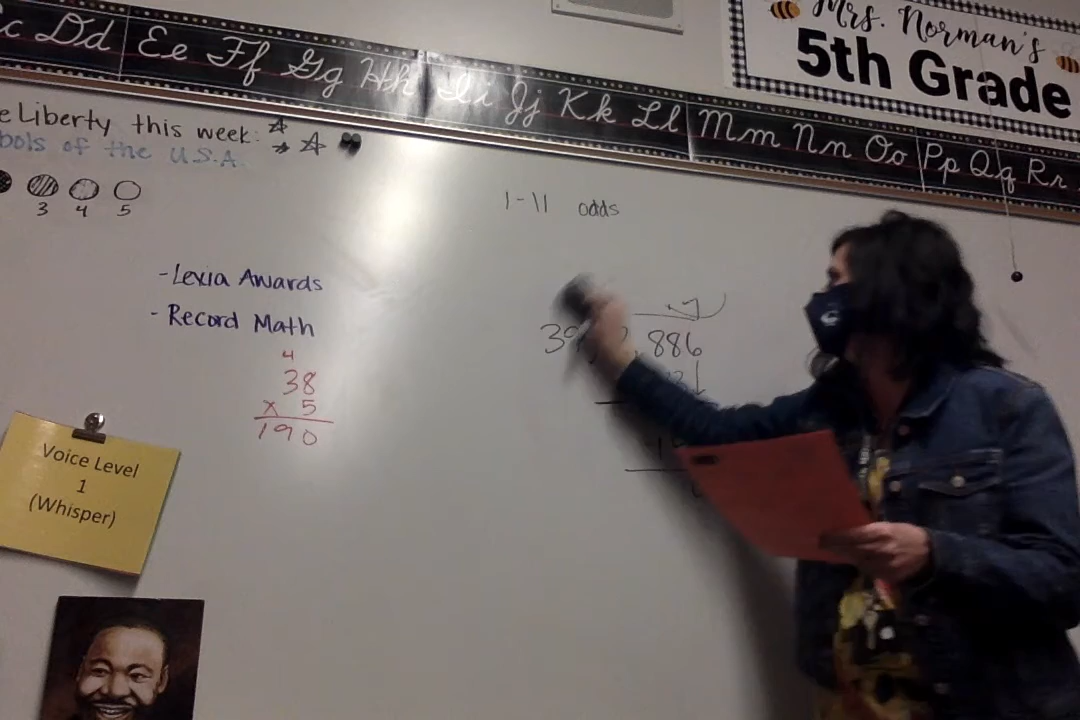 Mrs. Norman's
5th Grade
c Dd Ee Ff Gg Hh Ii Jj Kk Ll Mm Nn Oo Pp Qq Rr
e Liberty this week:
bols of the U.S.A.
3 4 5
1-11 odds
- Lexia Awards
- Record Math
4
38
x 5
190
886
Voice Level
1
(Whisper)